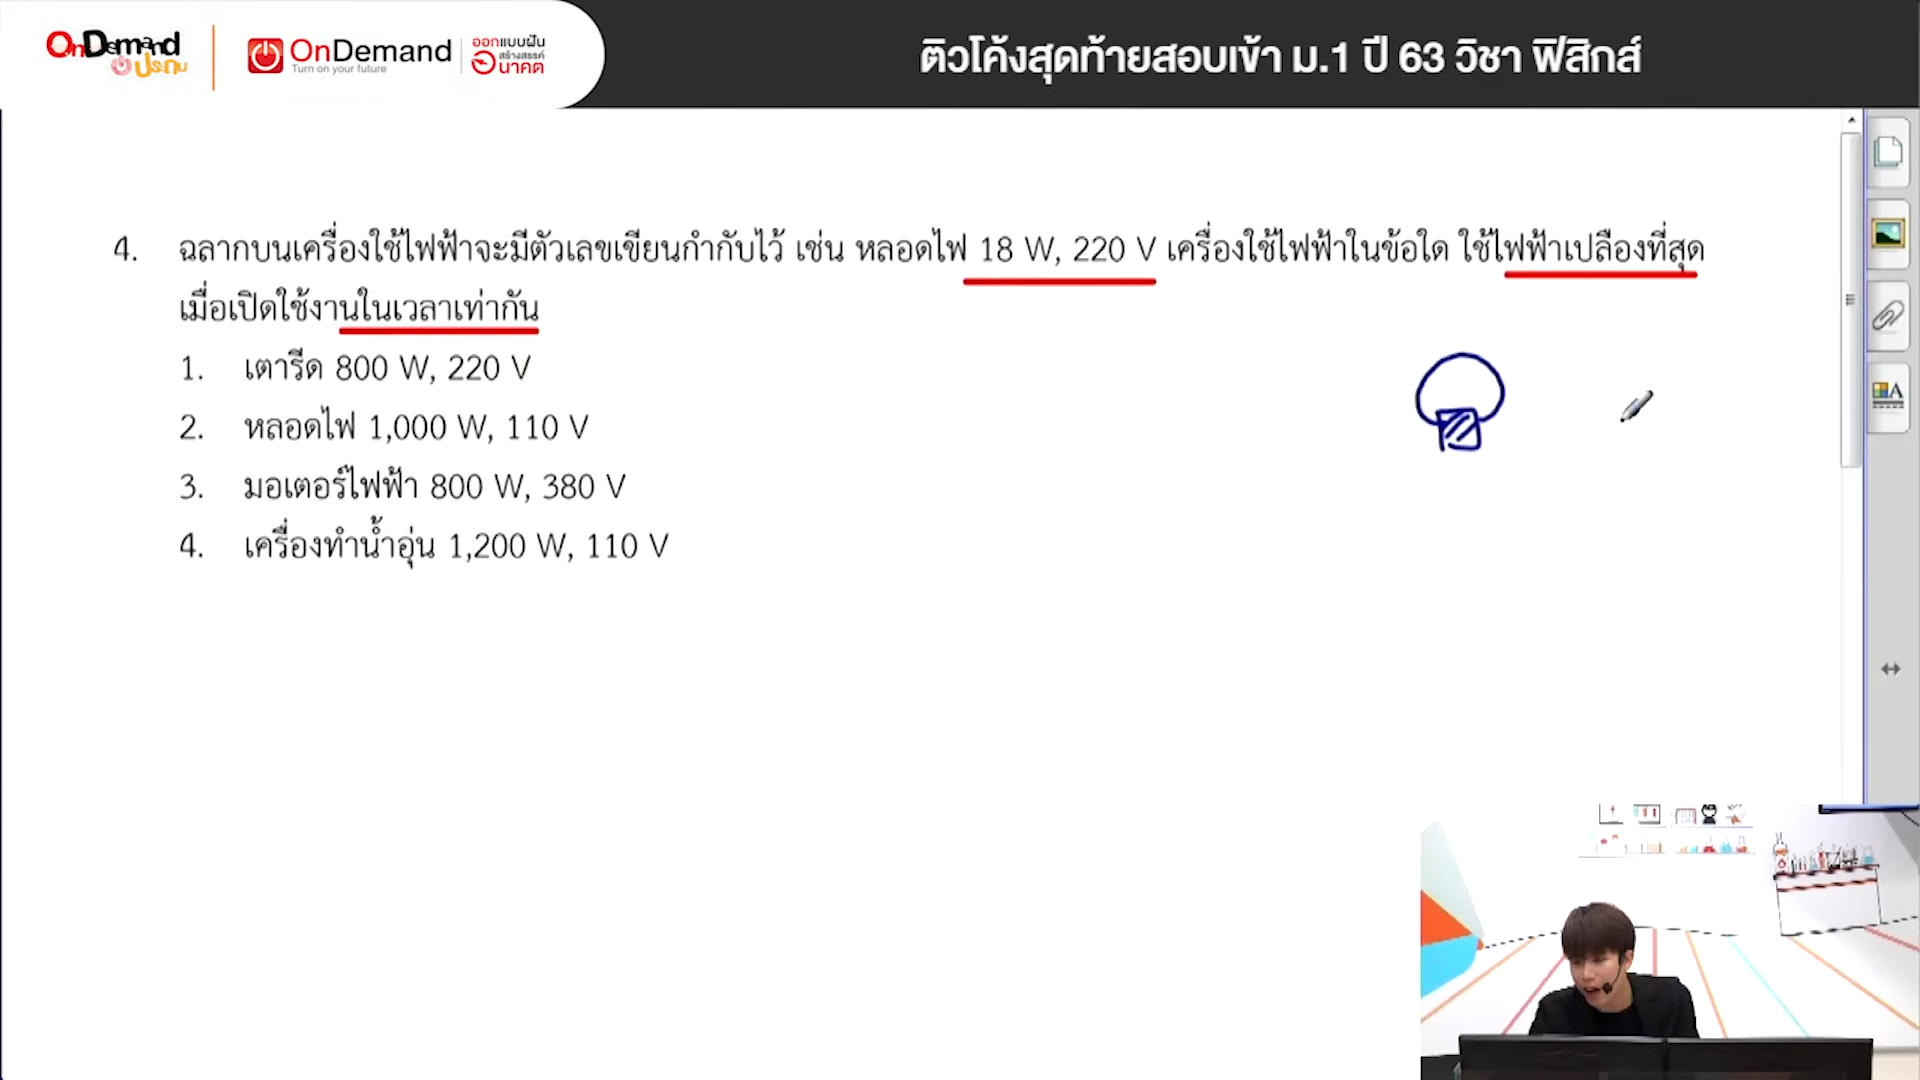 OnDemand
ประถม
OnDemand
Turn on your future
ออกแบบฝัน
สร้างสรรค์
อนาคต
ติวโค้งสุดท้ายสอบเข้า ม.1 ปี 63 วิชา ฟิสิกส์
4. ฉลากบนเครื่องใช้ไฟฟ้าจะมีตัวเลขเขียนกำกับไว้ เช่น หลอดไฟ 18 W, 220 V เครื่องใช้ไฟฟ้าในข้อใด ใช้ไฟฟ้าเปลืองที่สุด
เมื่อเปิดใช้งานในเวลาเท่ากัน
1. เตารีด 800 W, 220 V
2. หลอดไฟ 1,000 W, 110 V
3. มอเตอร์ไฟฟ้า 800 W, 380 V
4. เครื่องทำน้ำอุ่น 1,200 W, 110 V